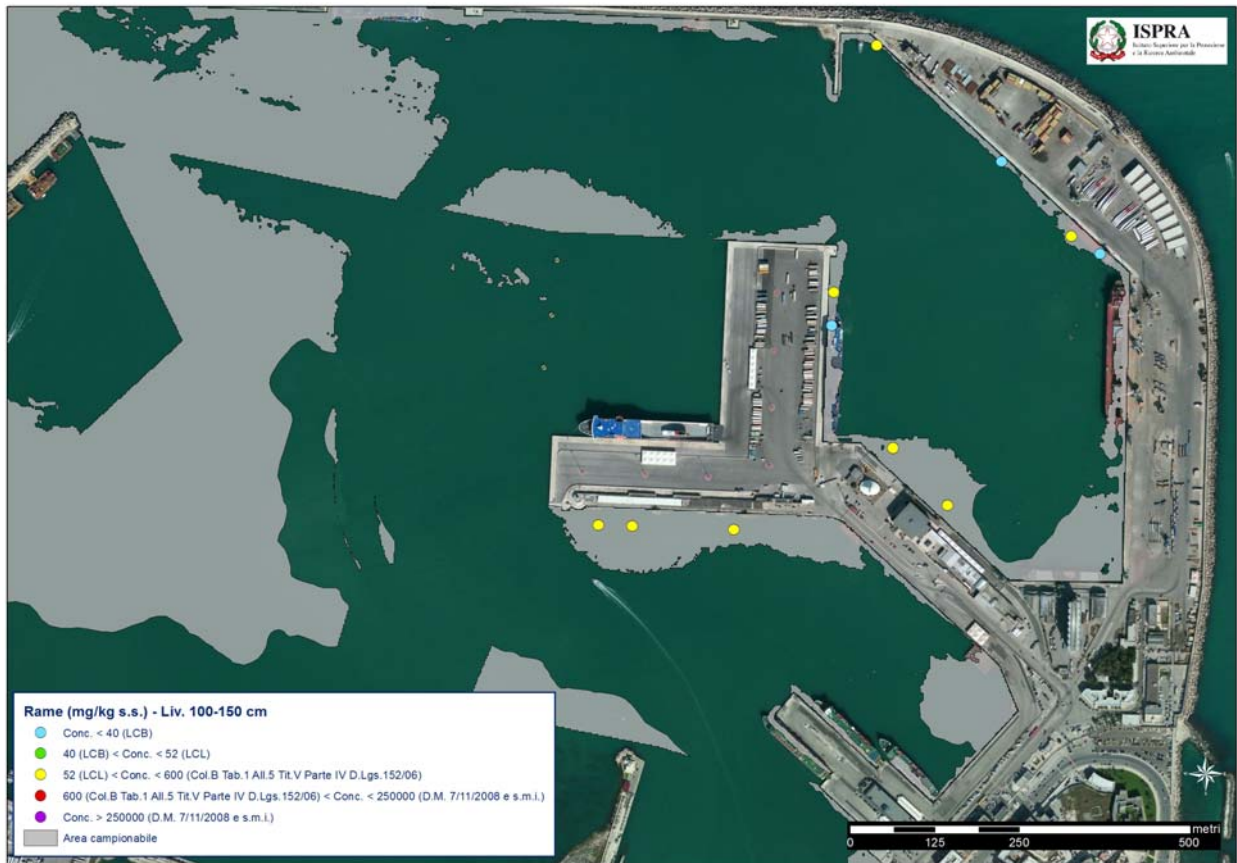 ISPRA
Istituto Superiore per la Protezione
e la Ricerca Ambientale
Rame (mg/kg s.s.) - Liv. 100-150 cm
Conc. < 40 (LCB)
40 (LCB) < Conc. < 52 (LCL)
52 (LCL) < Conc. < 600 (Col.B Tab.1 All.5 Tit.V Parte IV D.Lgs.152/06)
600 (Col.B Tab.1 All.5 Tit.V Parte IV D.Lgs.152/06) < Conc. < 250000 (D.M. 7/11/2008 e s.m.i.)
Conc. > 250000 (D.M. 7/11/2008 e s.m.i.)
Area campionabile
metri
0 125 250 500